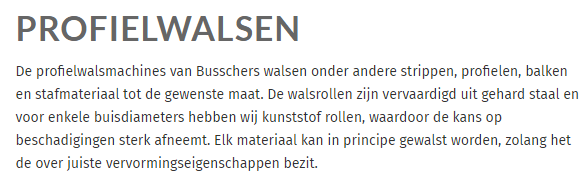 PROFIELWALSEN
De profielwalsmachines van Busschers walsen onder andere strippen, profielen, balken
en stafmateriaal tot de gewenste maat. De walsrollen zijn vervaardigd uit gehard staal en
voor enkele buisdiameters hebben wij kunststof rollen, waardoor de kans op
beschadigingen sterk afneemt. Elk materiaal kan in principe gewalst worden, zolang het
de over juiste vervormingseigenschappen bezit.